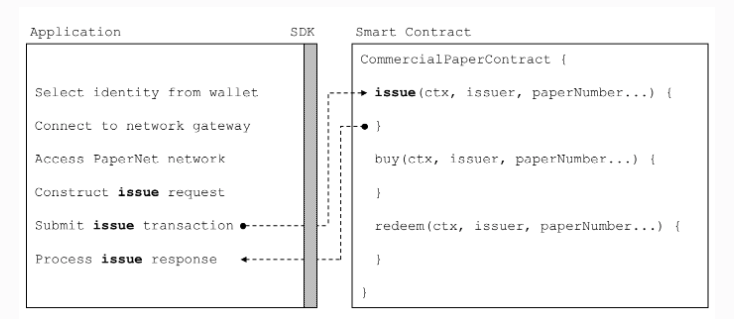 Application
SDK
Smart Contract
CommercialPaperContract {
Select identity from wallet
issue(ctx, issuer, paperNumber...) {
Connect to network gateway
}
Access PaperNet network
buy(ctx, issuer, paperNumber...) {
Construct issue request
}
Submit issue transaction
redeem(ctx, issuer, paperNumber...) {
Process issue response
}
}